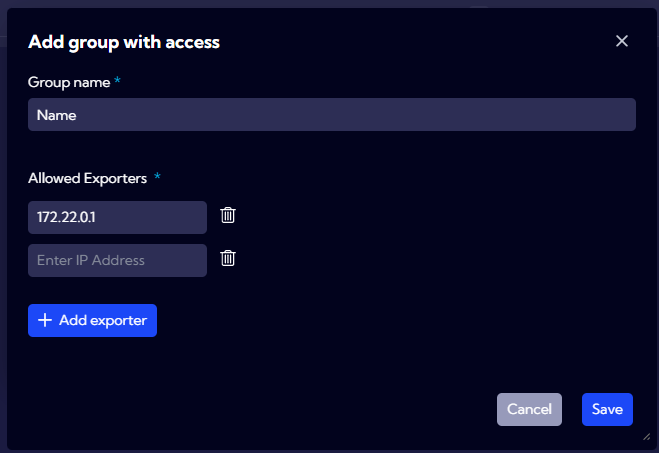 Add group with access
Group name *
Name
Allowed Exporters *
172.22.0.1
Enter IP Address
+ Add exporter
Cancel
Save